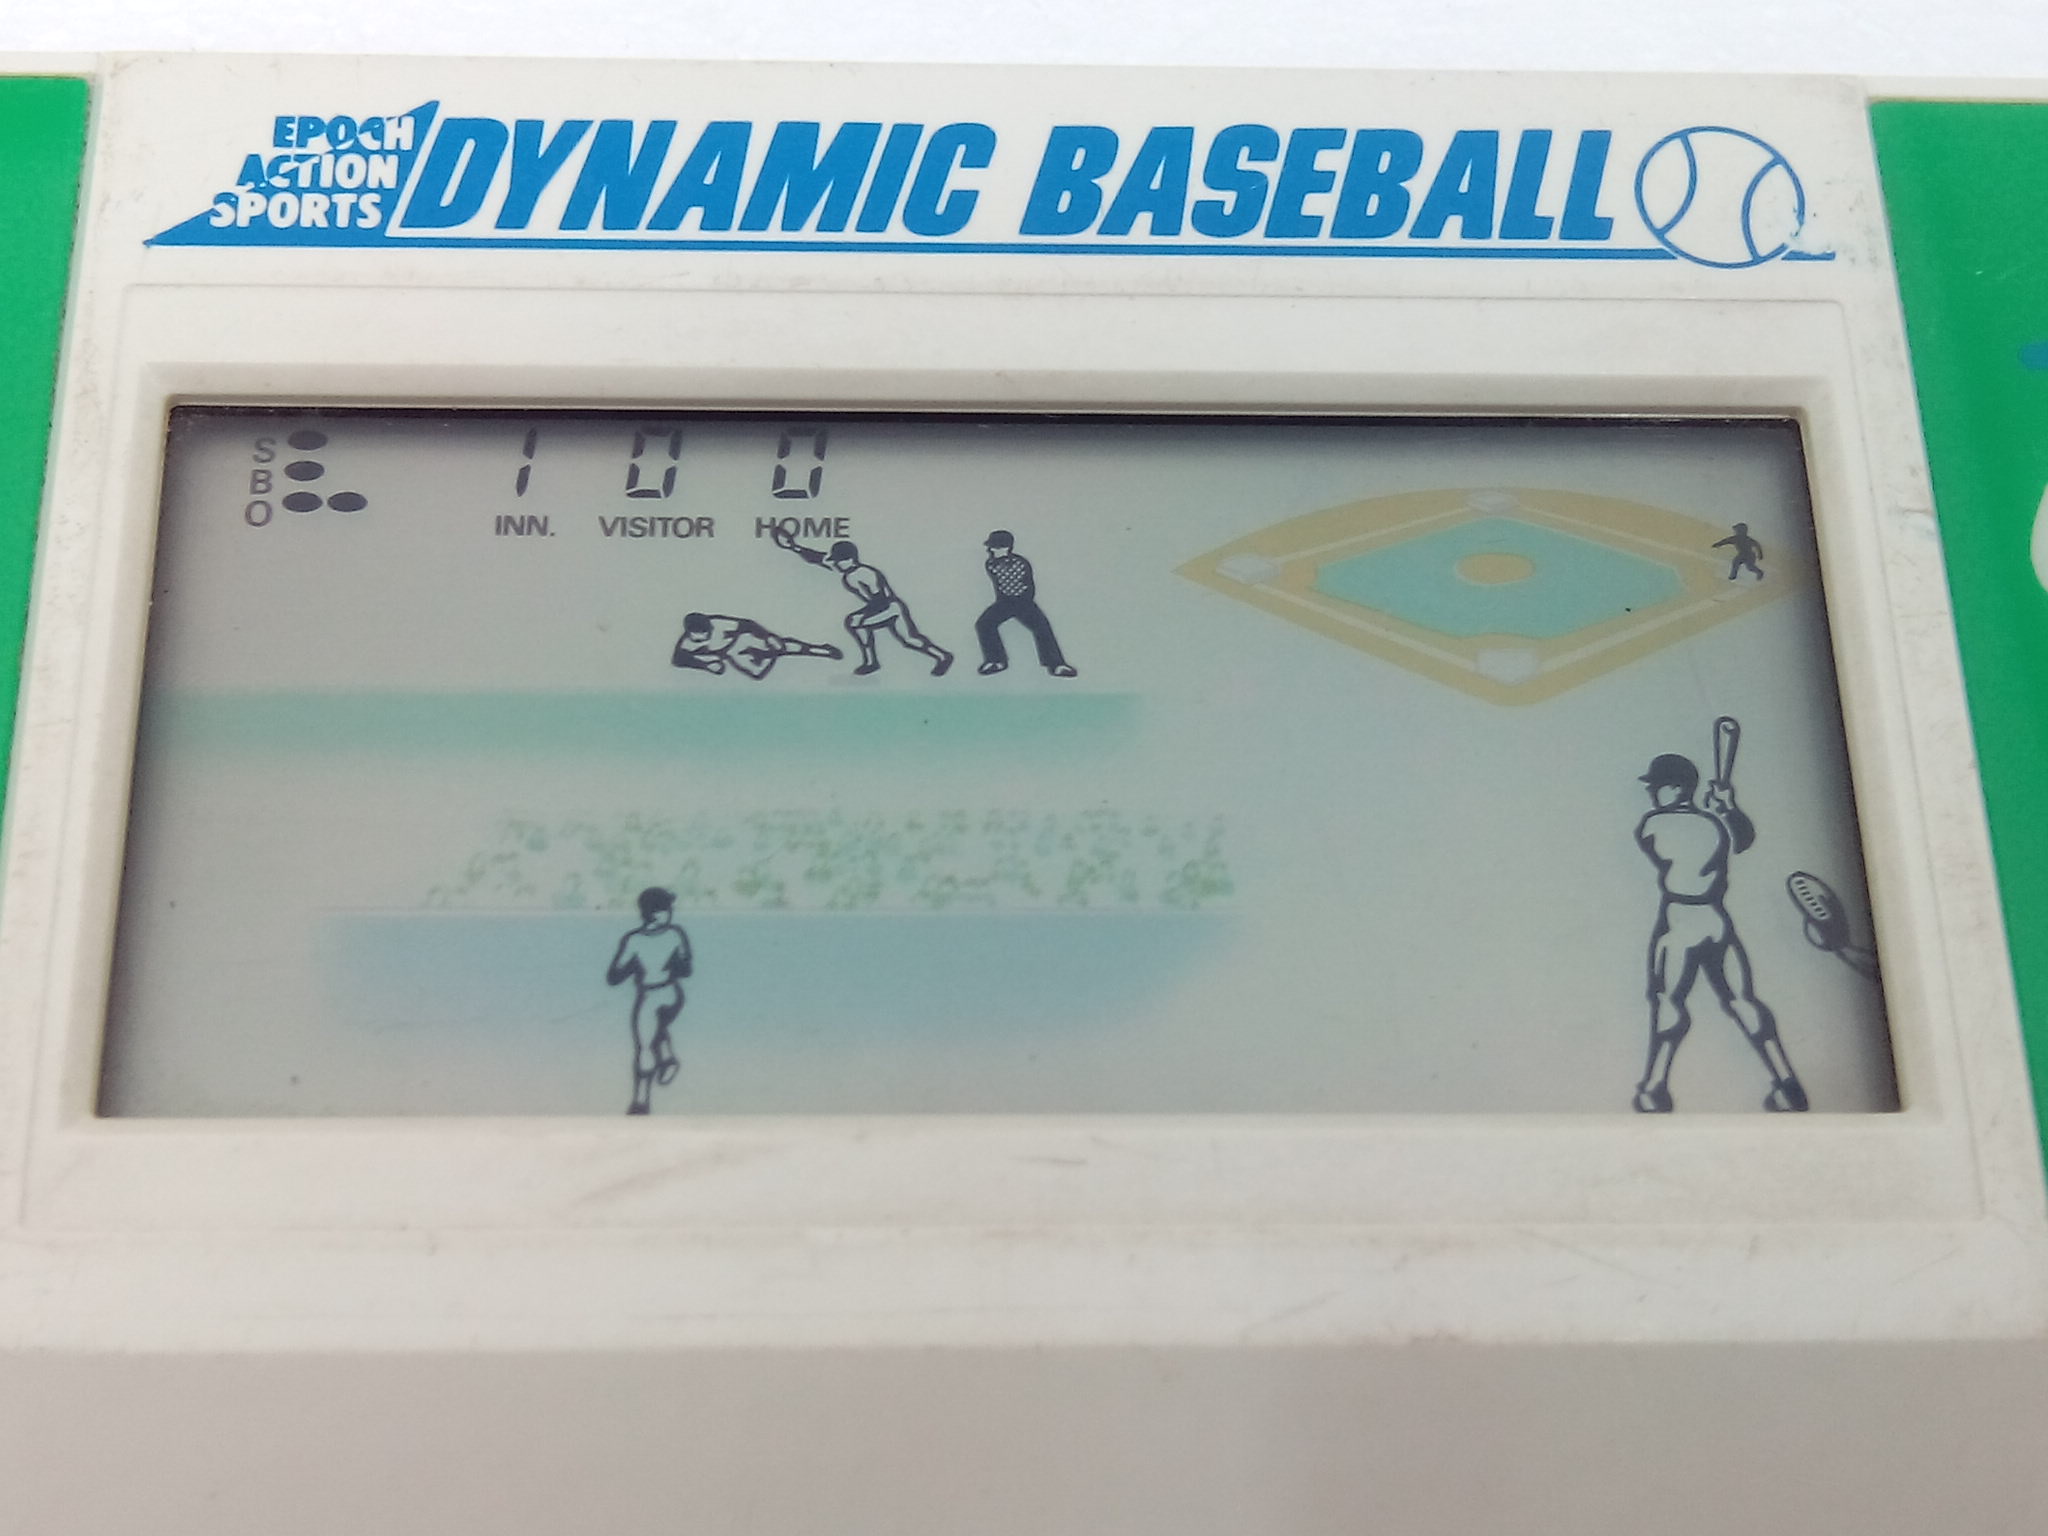 EPOCH
ACTION
SPORTS
DYNAMIC BASEBALL
S
B
O
1 0 0
INN. VISITOR HOME